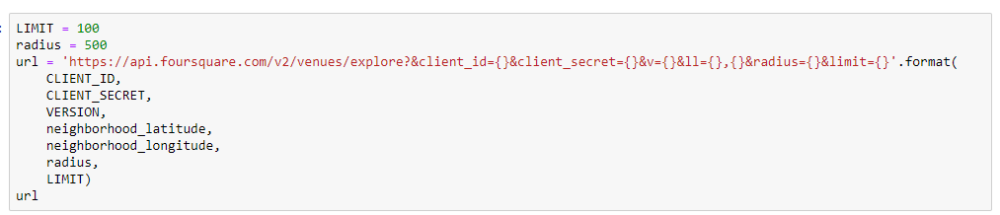 :
LIMIT = 100
radius = 500
url = 'https://api.foursquare.com/v2/venues/explore?&client_id={}&client_secret={}&v={}&ll={},{}&radius={}&limit={}'.format(
    CLIENT_ID,
    CLIENT_SECRET,
    VERSION,
    neighborhood_latitude,
    neighborhood_longitude,
    radius,
    LIMIT)
url